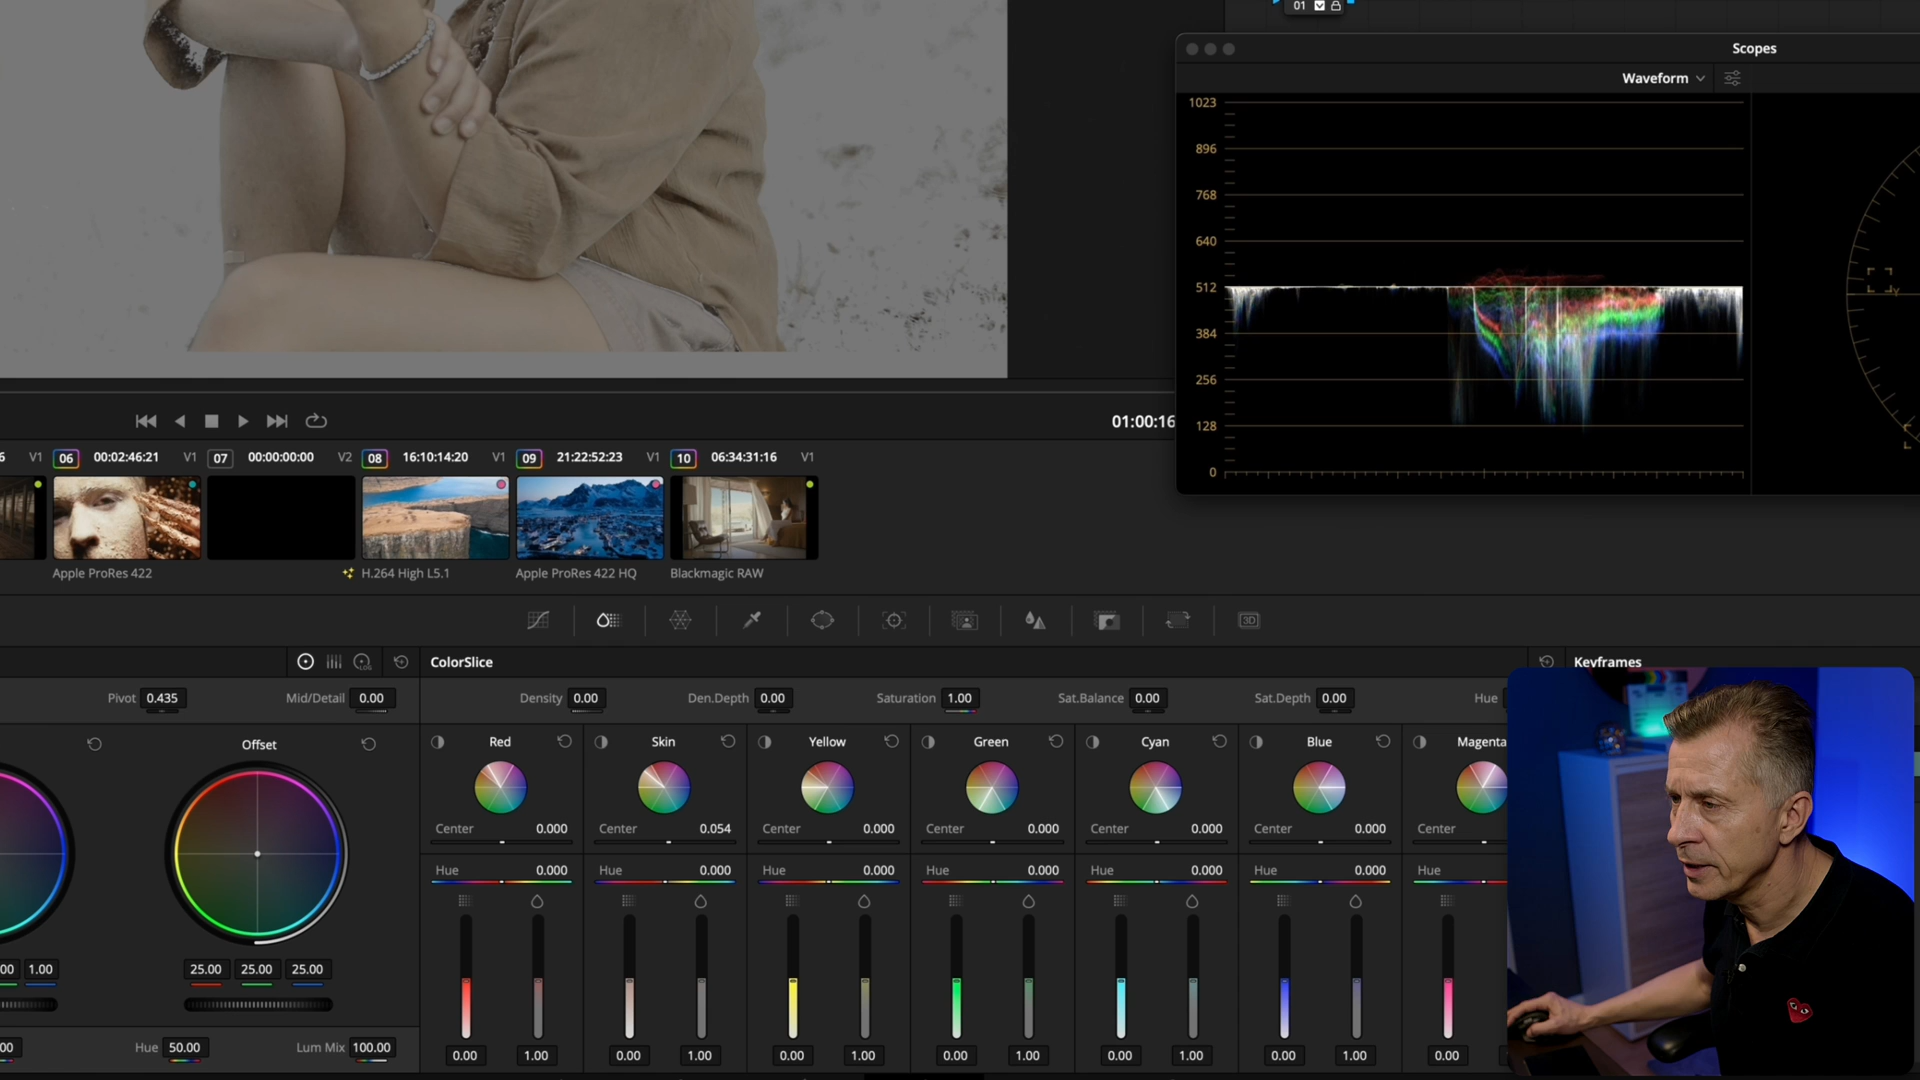 01
Scopes
Waveform
1023
896
768
640
512
384
256
128
0
01:00:16
6 V1 06 00:02:46:21 V1 07 00:00:00:00 V2 08 16:10:14:20 V1 09 21:22:52:23 V1 10 06:34:31:16 V1
Apple ProRes 422 H.264 High L5.1 Apple ProRes 422 HQ Blackmagic RAW
3D
LOG
ColorSlice Keyframes
Pivot 0.435 Mid/Detail 0.00 Density 0.00 Den.Depth 0.00 Saturation 1.00 Sat.Balance 0.00 Sat.Depth 0.00 Hue
Offset Red Skin Yellow Green Cyan Blue Magenta
Center 0.000 Center 0.054 Center 0.000 Center 0.000 Center 0.000 Center 0.000 Center
Hue 0.000 Hue 0.000 Hue 0.000 Hue 0.000 Hue 0.000 Hue 0.000 Hue
00 1.00 25.00 25.00 25.00
00 Hue 50.00 Lum Mix 100.00 0.00 1.00 0.00 1.00 0.00 1.00 0.00 1.00 0.00 1.00 0.00 1.00 0.00